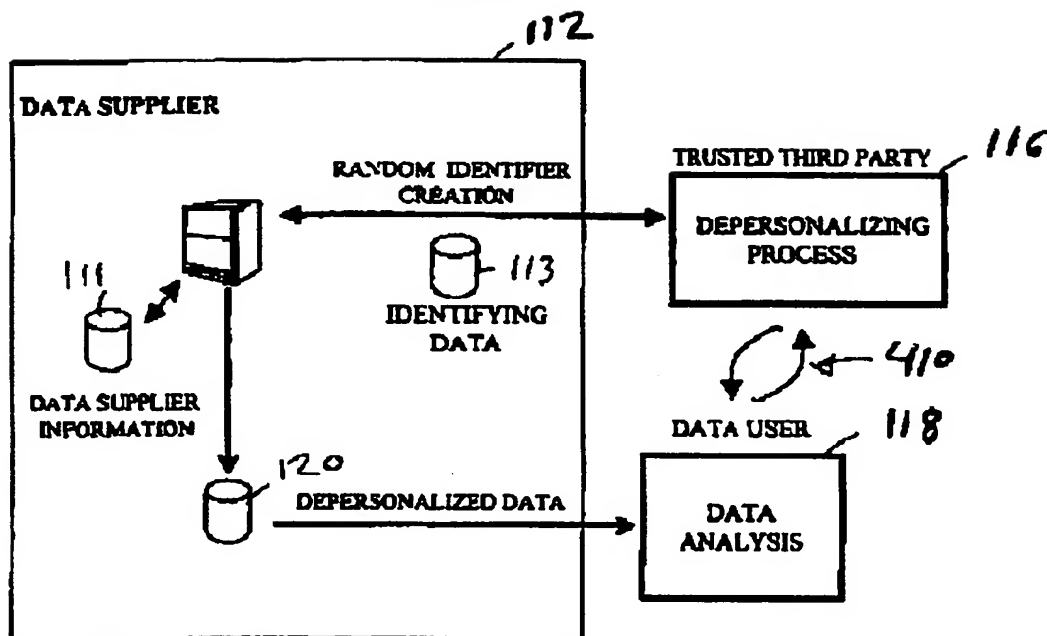 112
DATA SUPPLIER
RANDOM IDENTIFIER
CREATION
TRUSTED THIRD PARTY
116
DEPERSONALIZING
PROCESS
111
113
IDENTIFYING
DATA
DATA SUPPLIER
INFORMATION
410
DATA USER
118
120
DEPERSONALIZED DATA
DATA
ANALYSIS